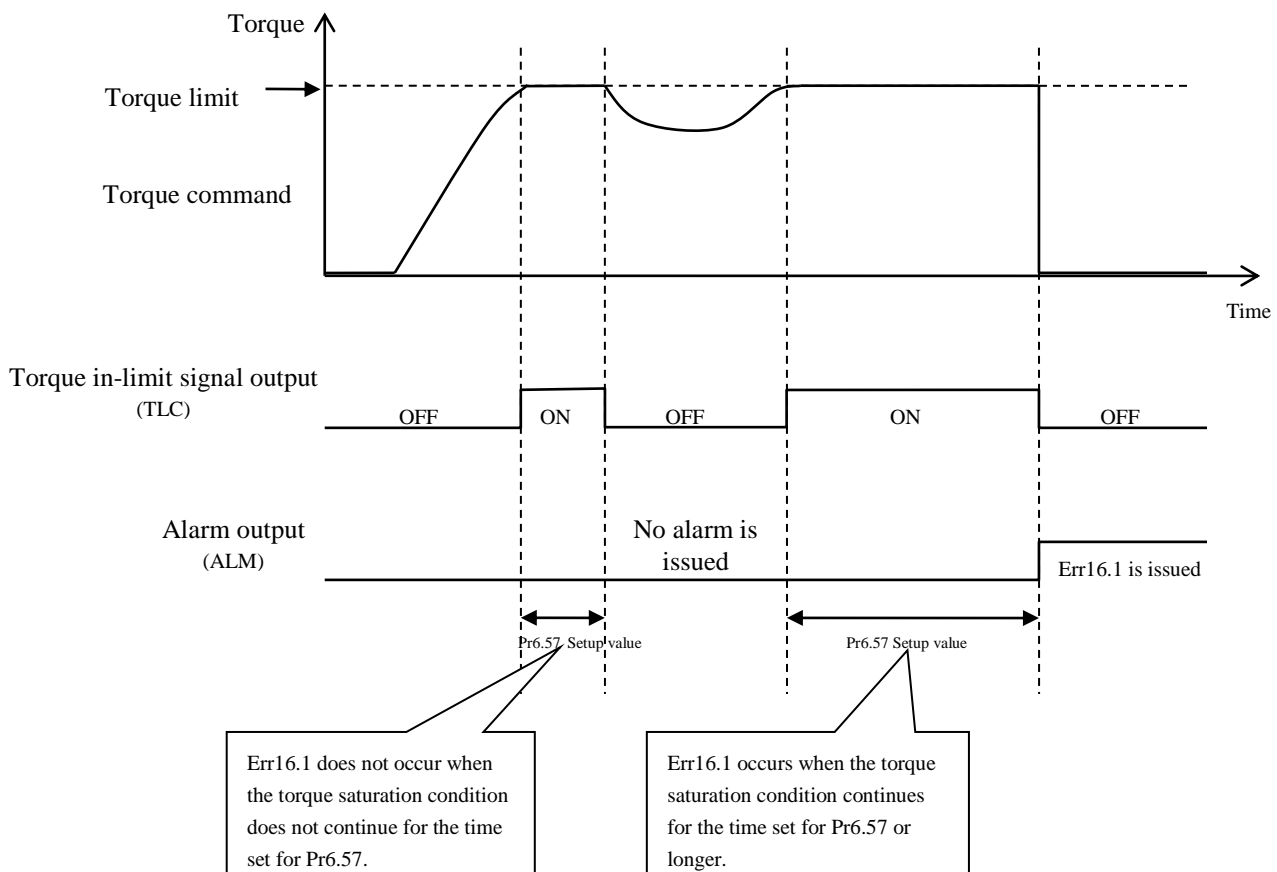 Torque
Torque limit
Torque command
Time
Torque in-limit signal output
(TLC)
OFF
ON
OFF
ON
OFF
Alarm output
(ALM)
No alarm is
issued
Err16.1 is issued
Pr6.57 Setup value
Pr6.57 Setup value
Err16.1 does not occur when
the torque saturation condition
does not continue for the time
set for Pr6.57.
Err16.1 occurs when the torque
saturation condition continues
for the time set for Pr6.57 or
longer.